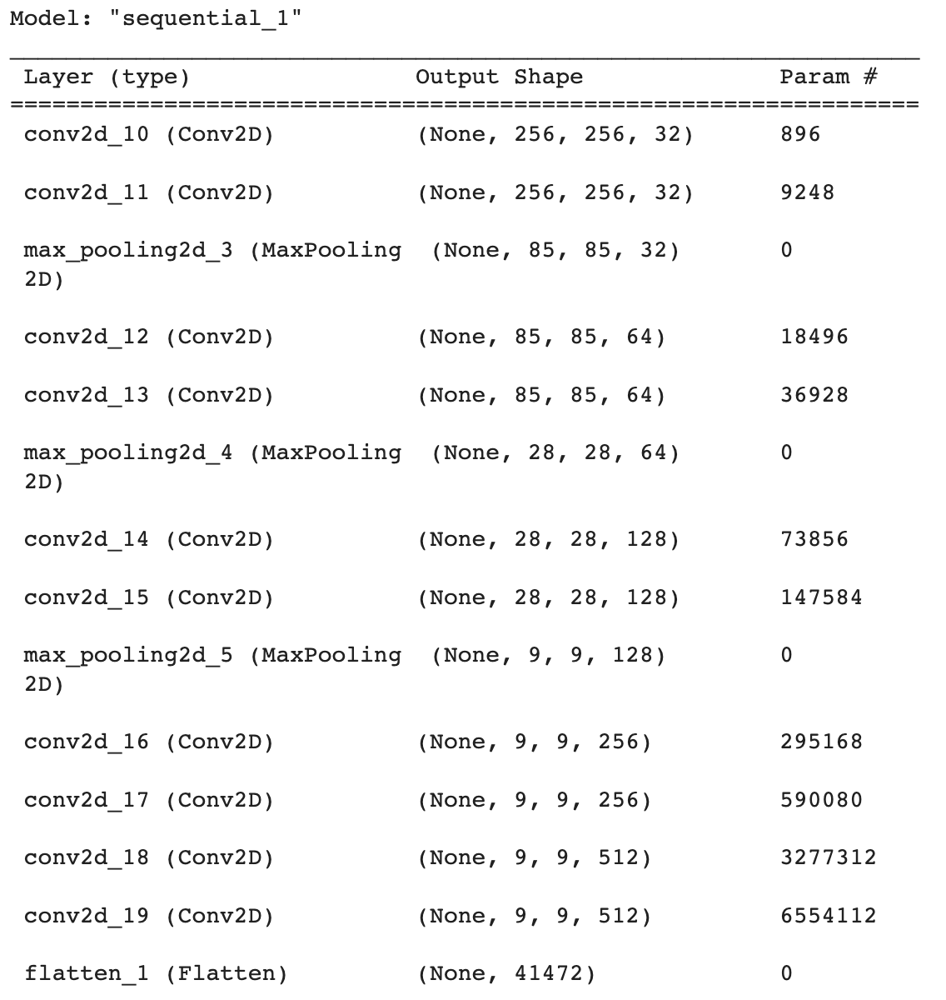 Model: "sequential_1"
_________________________________________________________________
Layer (type) Output Shape Param #
=================================================================
conv2d_10 (Conv2D) (None, 256, 256, 32) 896
conv2d_11 (Conv2D) (None, 256, 256, 32) 9248
max_pooling2d_3 (MaxPooling (None, 85, 85, 32) 0
2D)
conv2d_12 (Conv2D) (None, 85, 85, 64) 18496
conv2d_13 (Conv2D) (None, 85, 85, 64) 36928
max_pooling2d_4 (MaxPooling (None, 28, 28, 64) 0
2D)
conv2d_14 (Conv2D) (None, 28, 28, 128) 73856
conv2d_15 (Conv2D) (None, 28, 28, 128) 147584
max_pooling2d_5 (MaxPooling (None, 9, 9, 128) 0
2D)
conv2d_16 (Conv2D) (None, 9, 9, 256) 295168
conv2d_17 (Conv2D) (None, 9, 9, 256) 590080
conv2d_18 (Conv2D) (None, 9, 9, 512) 3277312
conv2d_19 (Conv2D) (None, 9, 9, 512) 6554112
flatten_1 (Flatten) (None, 41472) 0